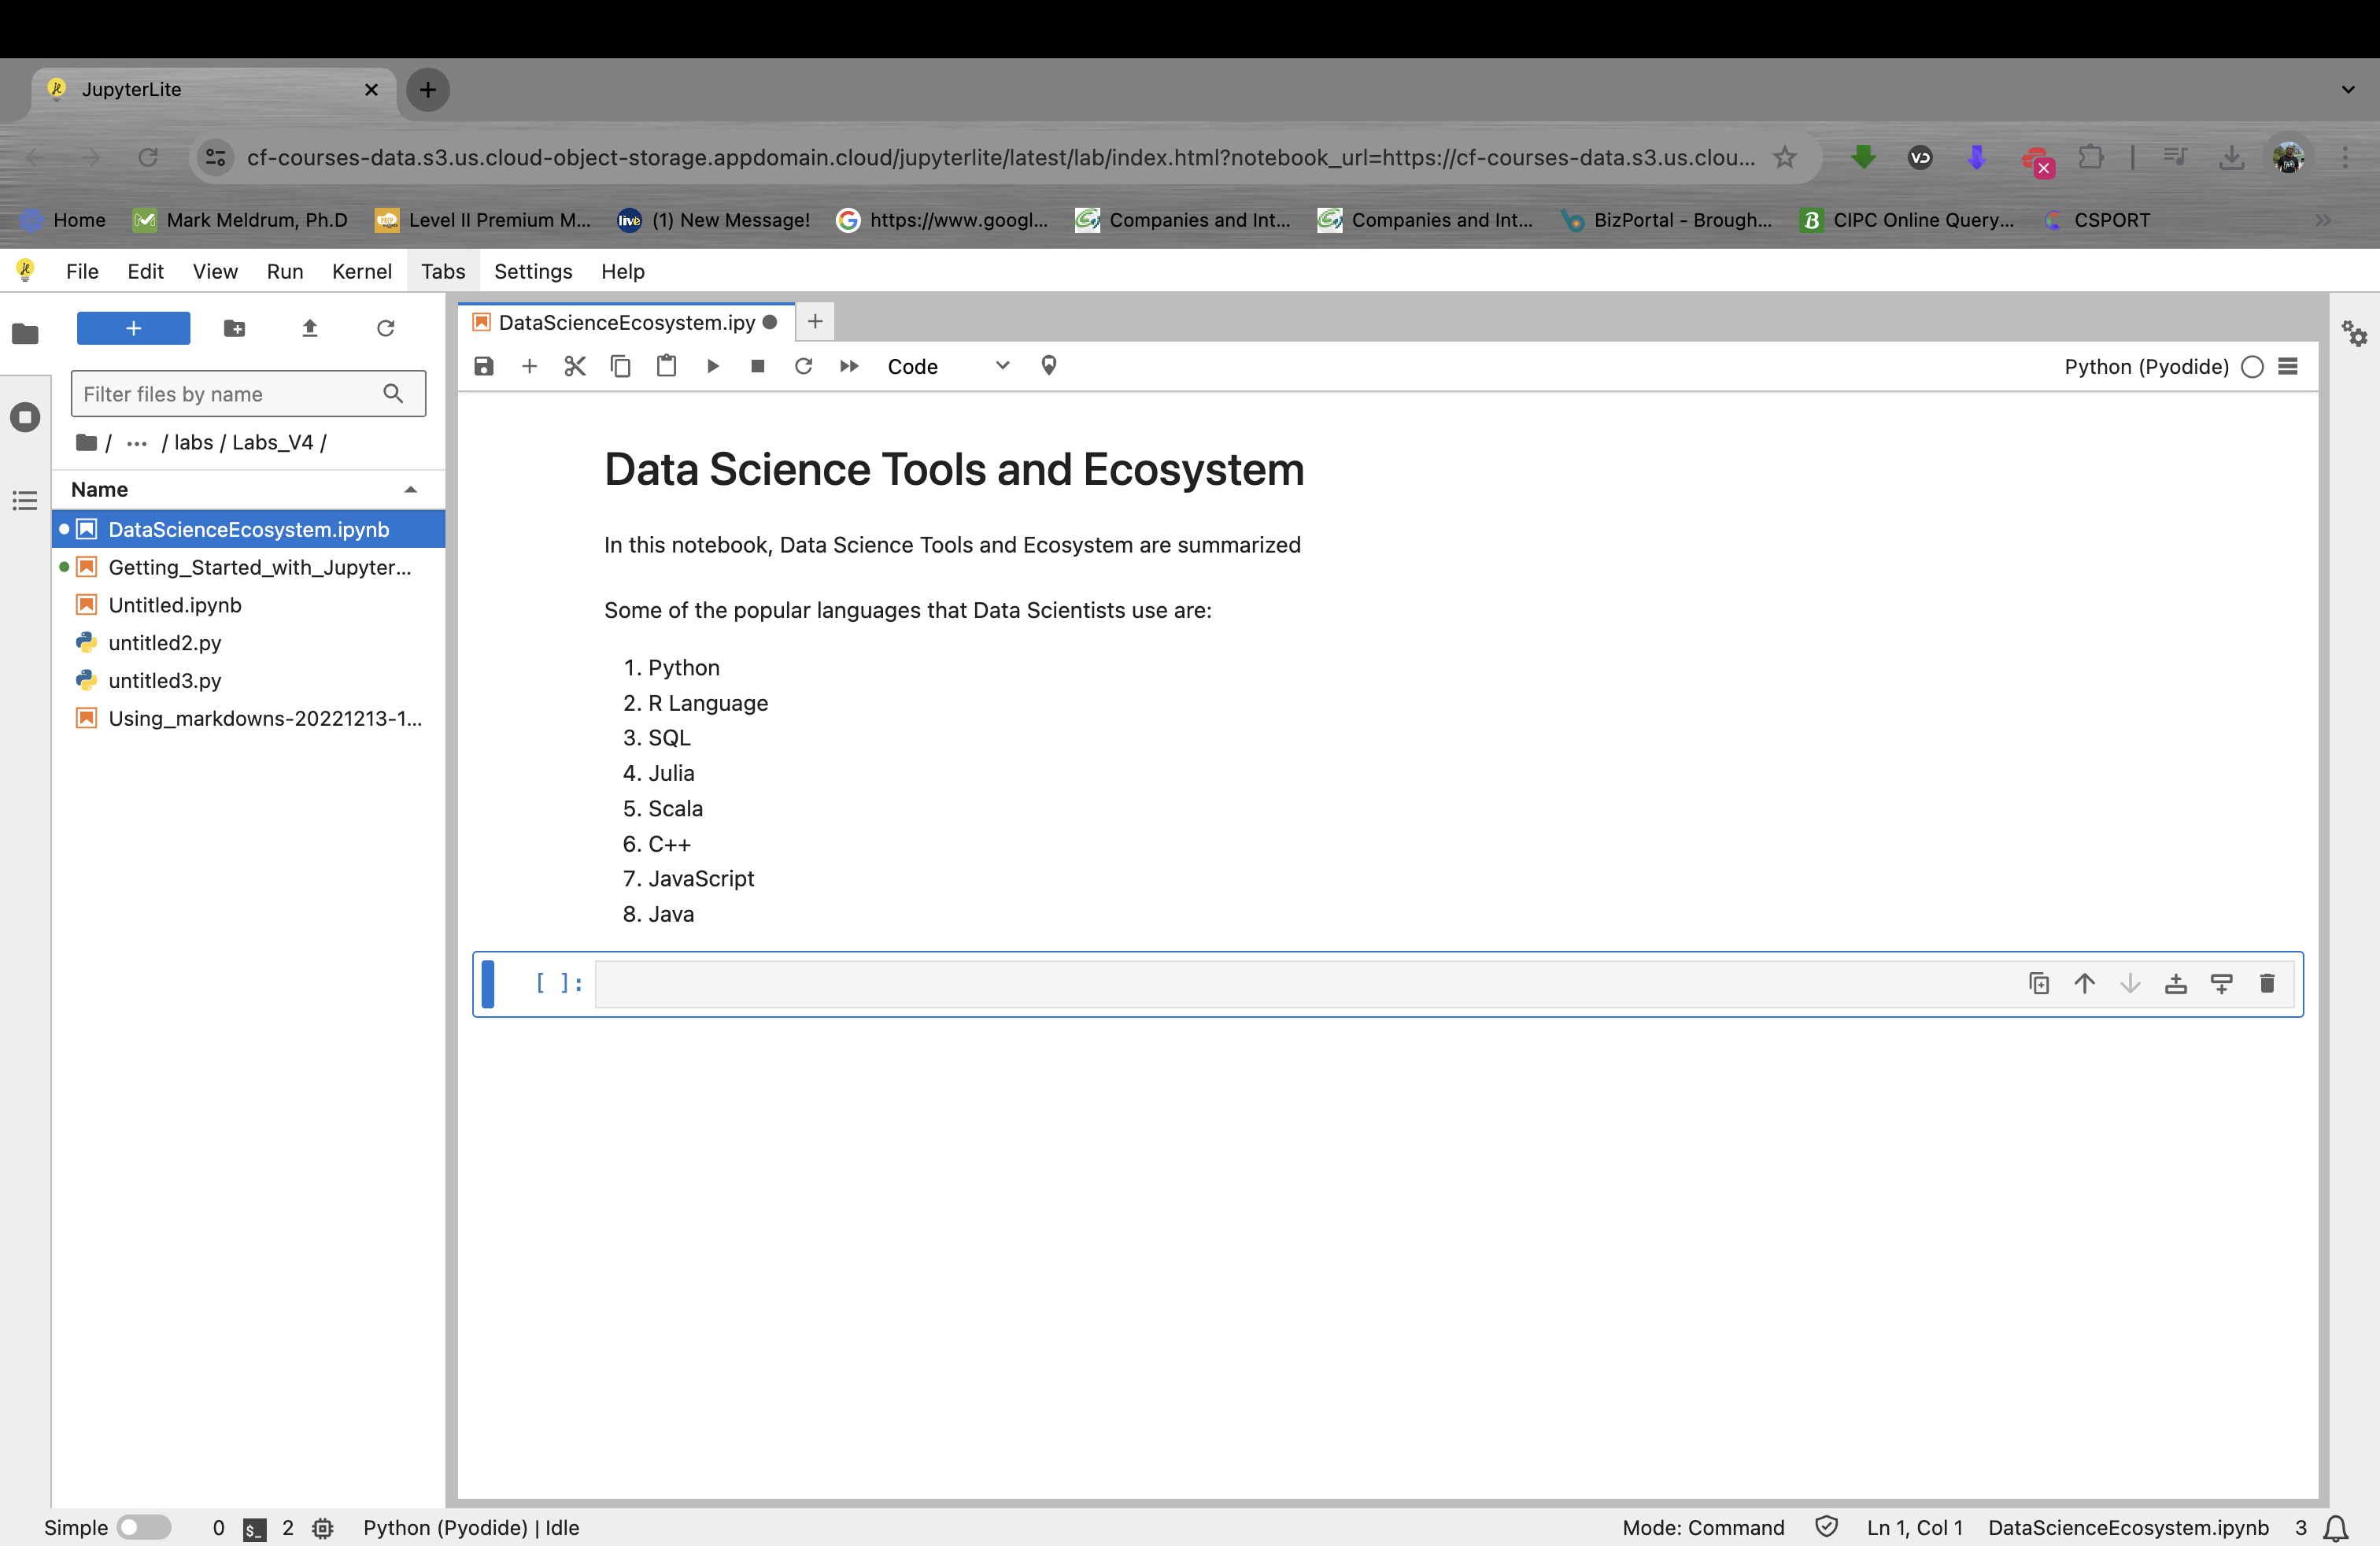 JupyterLite
cf-courses-data.s3.us.cloud-object-storage.appdomain.cloud/jupyterlite/latest/lab/index.html?notebook_url=https://cf-courses-data.s3.us.clou...
Home Mark Meldrum, Ph.D Level II Premium M... live (1) New Message! https://www.googl... Companies and Int... Companies and Int... BizPortal - Brough... B CIPC Online Query... CSPORT
File Edit View Run Kernel Tabs Settings Help
DataScienceEcosystem.ipy
Code
Python (Pyodide)
Filter files by name
/ ... / labs / Labs_V4 /
Name
DataScienceEcosystem.ipynb
Getting_Started_with_Jupyter...
Untitled.ipynb
untitled2.py
untitled3.py
Using_markdowns-20221213-1...
Data Science Tools and Ecosystem
In this notebook, Data Science Tools and Ecosystem are summarized
Some of the popular languages that Data Scientists use are:
1. Python
2. R Language
3. SQL
4. Julia
5. Scala
6. C++
7. JavaScript
8. Java
[ ]:
Simple 0 $_ 2 Python (Pyodide) | Idle Mode: Command Ln 1, Col 1 DataScienceEcosystem.ipynb 3